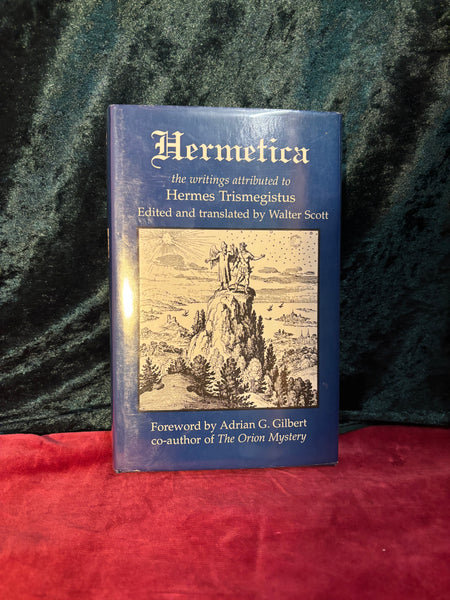 Hermetica
the writings attributed to
Hermes Trismegistus
Edited and translated by Walter Scott
Foreword by Adrian G. Gilbert
co-author of The Orion Mystery